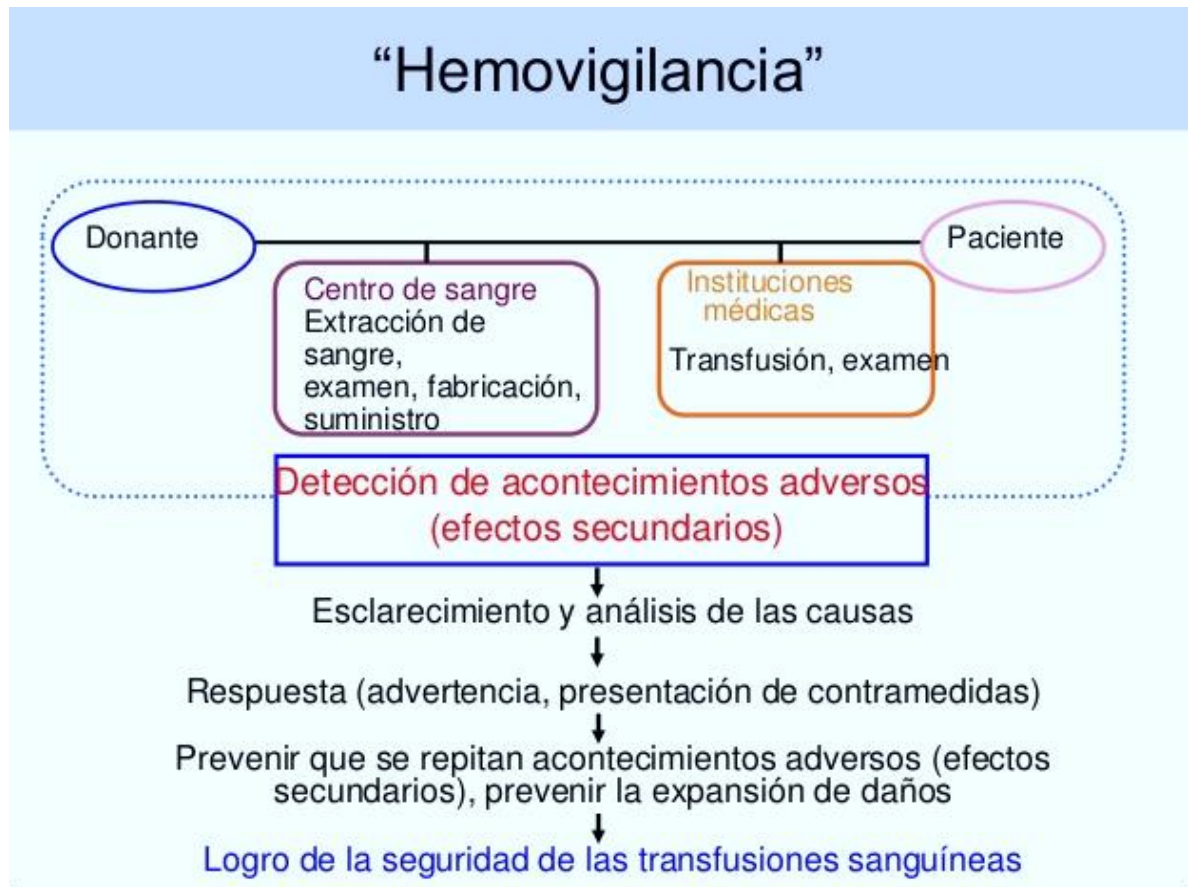 “Hemovigilancia”
Donante
Paciente
Centro de sangre
Extracción de
sangre,
examen, fabricación,
suministro
Instituciones
médicas
Transfusión, examen
Detección de acontecimientos adversos
(efectos secundarios)
Esclarecimiento y análisis de las causas
Respuesta (advertencia, presentación de contramedidas)
Prevenir que se repitan acontecimientos adversos (efectos
secundarios), prevenir la expansión de daños
Logro de la seguridad de las transfusiones sanguíneas